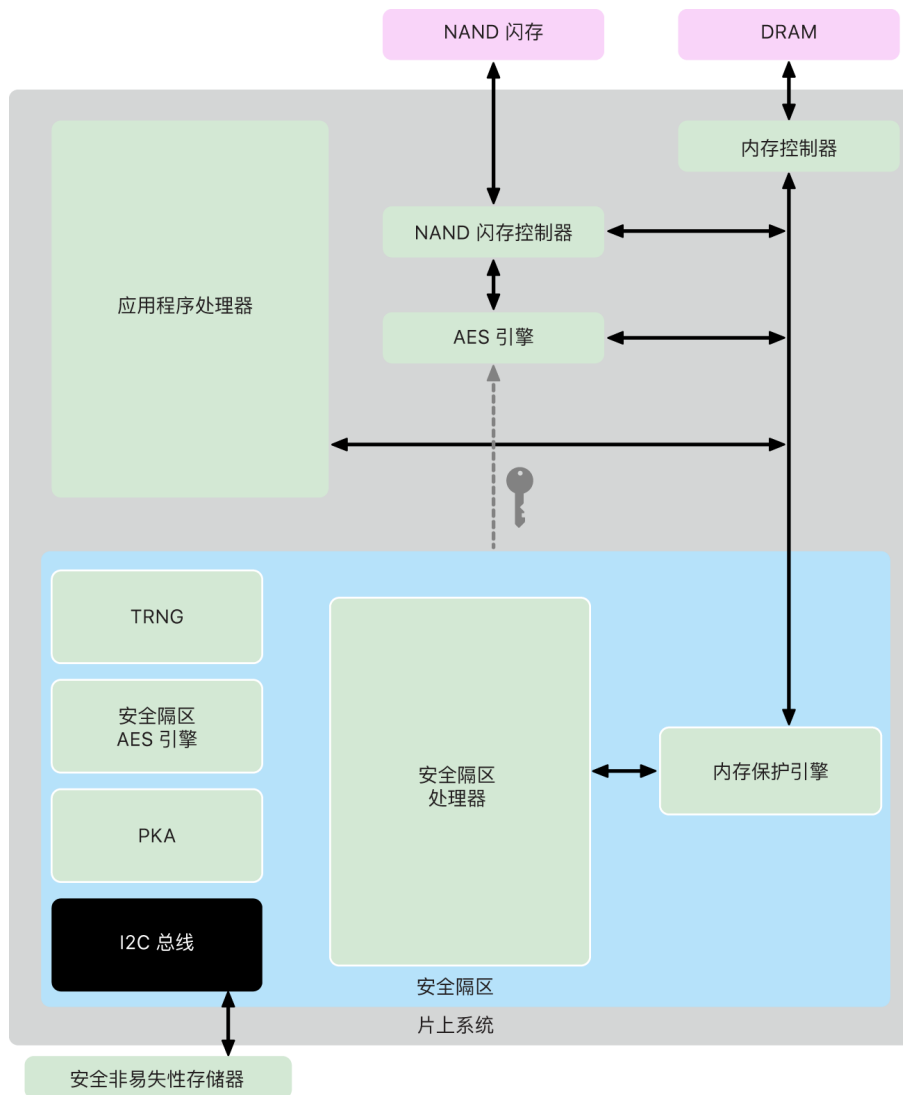 NAND 闪存
DRAM
内存控制器
NAND 闪存控制器
应用程序处理器
AES 引擎
TRNG
安全隔区
AES 引擎
安全隔区
处理器
内存保护引擎
PKA
I2C 总线
安全隔区
片上系统
安全非易失性存储器